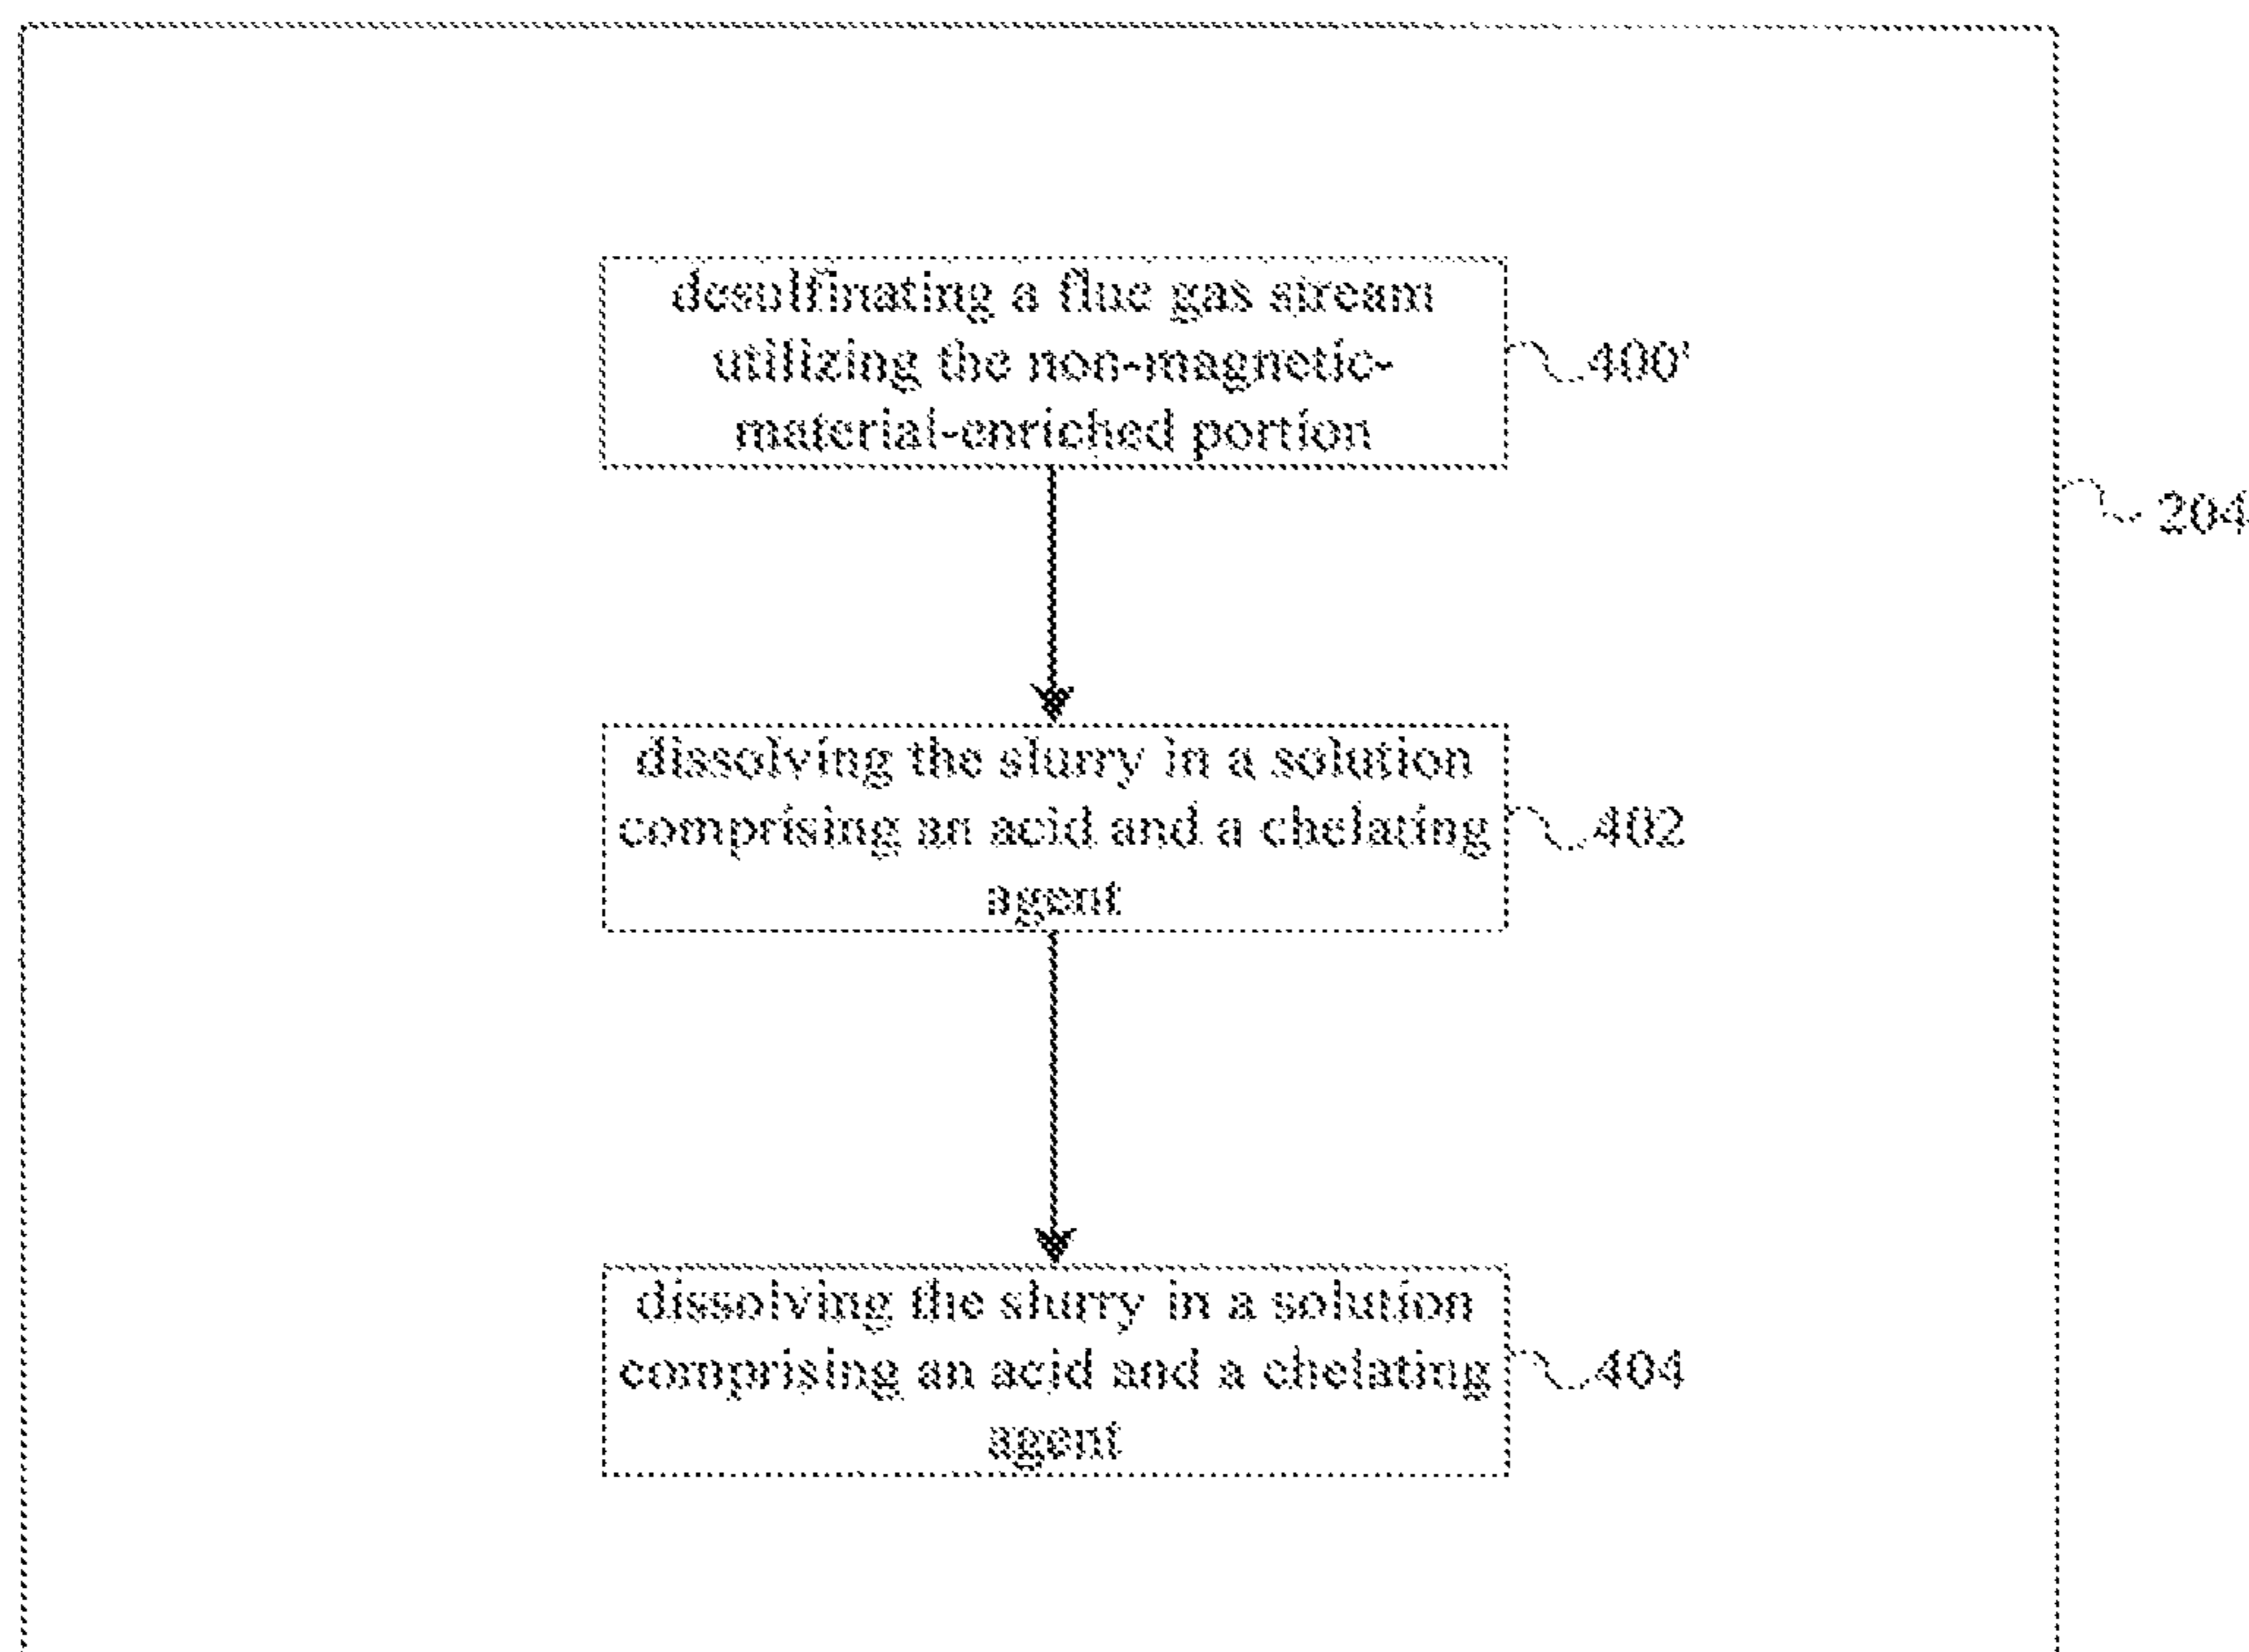 desulfinating a flue gas stream
utilizing the non-magnetic-
material-enriched portion
400'
204
dissolving the slurry in a solution
comprising an acid and a chelating
agent
402
dissolving the slurry in a solution
comprising an acid and a chelating
agent
404